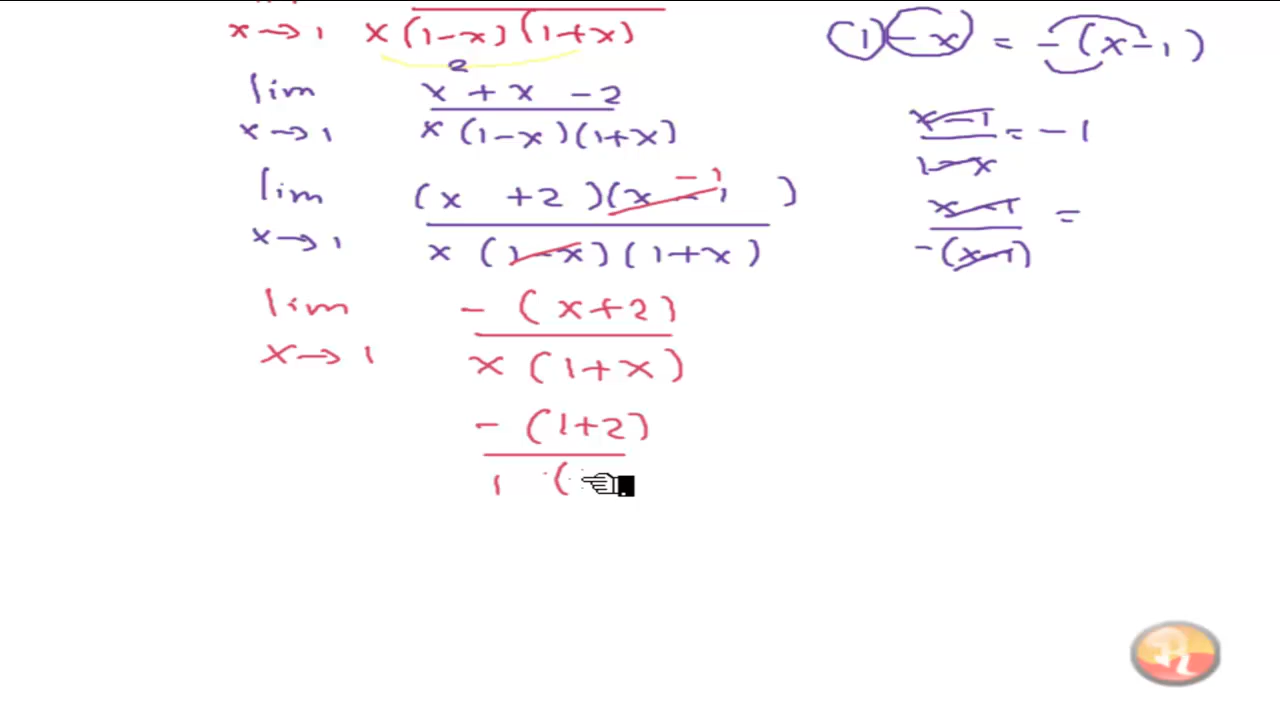 x → 1 x (1-x) (1+x)
lim x² + x - 2
x → 1 x (1-x)(1+x)
lim (x + 2)(x - 1)
x → 1 x (1-x)(1+x)
lim - (x+2)
x → 1 x (1+x)
- (1+2)
1 (
(1) - x = - (x-1)
x-1
= -1
1-x
x-1
=
-(x-1)